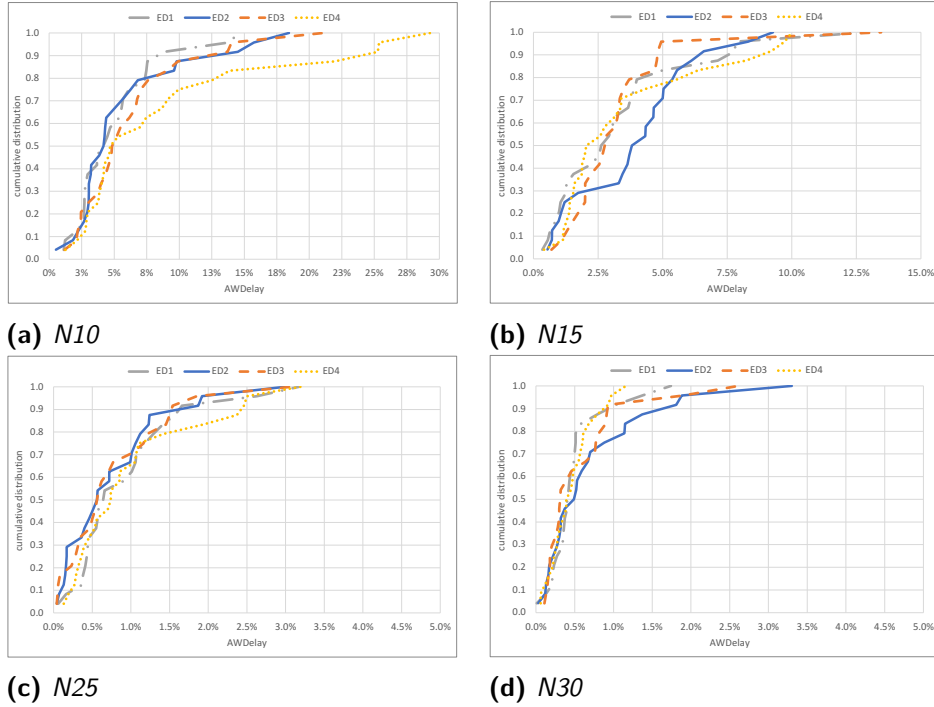 ED1 ED2 ED3 ED4
1.0
0.9
0.8
0.7
0.6
0.5
0.4
0.3
0.2
0.1
0.0
cumulative distribution
0% 3% 5% 8% 10% 13% 15% 18% 20% 23% 25% 28% 30%
AWDelay
(a) N10
ED1 ED2 ED3 ED4
1.0
0.9
0.8
0.7
0.6
0.5
0.4
0.3
0.2
0.1
0.0
cumulative distribution
0.0% 2.5% 5.0% 7.5% 10.0% 12.5% 15.0%
AWDelay
(b) N15
ED1 ED2 ED3 ED4
1.0
0.9
0.8
0.7
0.6
0.5
0.4
0.3
0.2
0.1
0.0
cumulative distribution
0.0% 0.5% 1.0% 1.5% 2.0% 2.5% 3.0% 3.5% 4.0% 4.5% 5.0%
AWDelay
(c) N25
ED1 ED2 ED3 ED4
1.0
0.9
0.8
0.7
0.6
0.5
0.4
0.3
0.2
0.1
0.0
cumulative distribution
0.0% 0.5% 1.0% 1.5% 2.0% 2.5% 3.0% 3.5% 4.0% 4.5% 5.0%
AWDelay
(d) N30